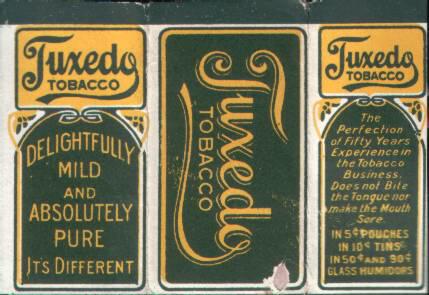 Tuxedo
TOBACCO
DELIGHTFULLY
MILD
AND
ABSOLUTELY
PURE
IT'S DIFFERENT
Tuxedo
TOBACCO
Tuxedo
TOBACCO
The
Perfection
of Fifty Years
Experience in
the Tobacco
Business.
Does not Bite
the Tongue nor
make the Mouth
Sore.
IN 5¢ POUCHES
IN 10¢ TINS
IN 50¢ AND 90¢
GLASS HUMIDORS